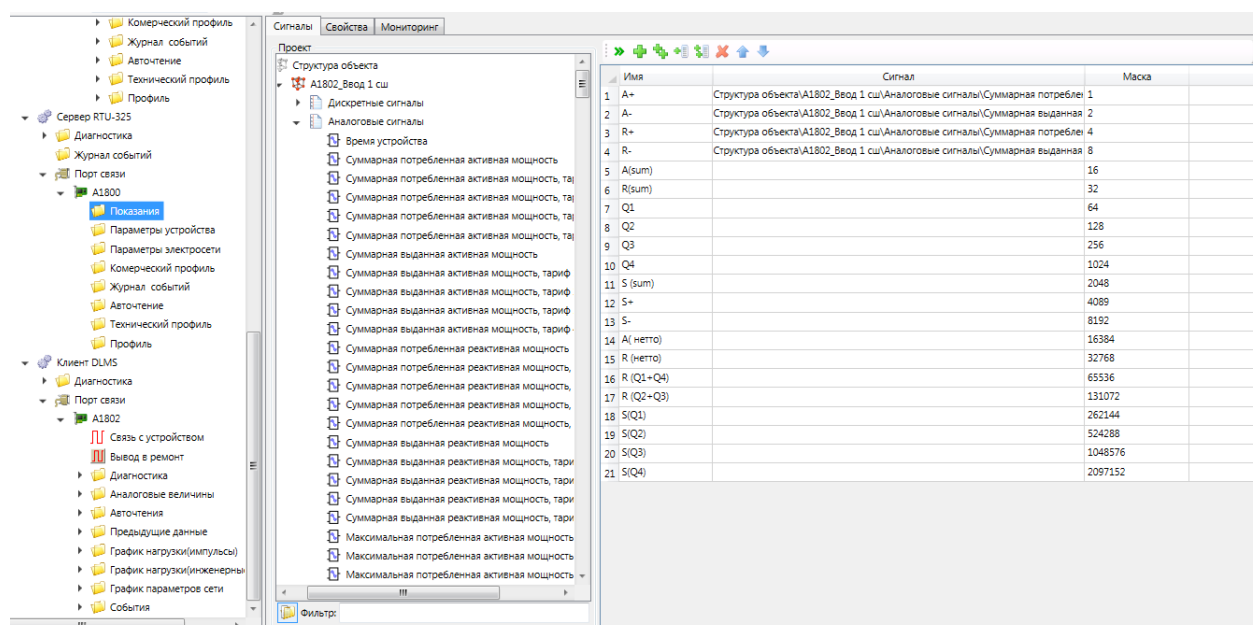 Комерческий профиль
Журнал событий
Авточтение
Технический профиль
Профиль
Сервер RTU-325
Диагностика
Журнал событий
Порт связи
A1800
Показания
Параметры устройства
Параметры электросети
Комерческий профиль
Журнал событий
Авточтение
Технический профиль
Профиль
Клиент DLMS
Диагностика
Порт связи
A1802
Связь с устройством
Вывод в ремонт
Диагностика
Аналоговые величины
Авточтения
Предыдущие данные
График нагрузки(импульсы)
График нагрузки(инженерны
График параметров сети
События
Сигналы Свойства Мониторинг
Проект
Структура объекта
A1802_Ввод 1 сш
Дискретные сигналы
Аналоговые сигналы
Время устройства
Суммарная потребленная активная мощность
Суммарная потребленная активная мощность, тар
Суммарная потребленная активная мощность, тар
Суммарная потребленная активная мощность, тар
Суммарная потребленная активная мощность, тар
Суммарная выданная активная мощность
Суммарная выданная активная мощность, тариф
Суммарная выданная активная мощность, тариф
Суммарная выданная активная мощность, тариф
Суммарная выданная активная мощность, тариф
Суммарная потребленная реактивная мощность
Суммарная потребленная реактивная мощность,
Суммарная потребленная реактивная мощность,
Суммарная потребленная реактивная мощность,
Суммарная потребленная реактивная мощность,
Суммарная выданная реактивная мощность
Суммарная выданная реактивная мощность, тари
Суммарная выданная реактивная мощность, тари
Суммарная выданная реактивная мощность, тари
Суммарная выданная реактивная мощность, тари
Максимальная потребленная активная мощность
Максимальная потребленная активная мощность
Максимальная потребленная активная мощность
Фильтр:
Имя Сигнал Маска
1 A+ Структура объекта\A1802_Ввод 1 сш\Аналоговые сигналы\Суммарная потреблен 1
2 A- Структура объекта\A1802_Ввод 1 сш\Аналоговые сигналы\Суммарная выданная 2
3 R+ Структура объекта\A1802_Ввод 1 сш\Аналоговые сигналы\Суммарная потреблен 4
4 R- Структура объекта\A1802_Ввод 1 сш\Аналоговые сигналы\Суммарная выданная 8
5 A(sum) 16
6 R(sum) 32
7 Q1 64
8 Q2 128
9 Q3 256
10 Q4 1024
11 S (sum) 2048
12 S+ 4089
13 S- 8192
14 A( нетто) 16384
15 R (нетто) 32768
16 R (Q1+Q4) 65536
17 R (Q2+Q3) 131072
18 S(Q1) 262144
19 S(Q2) 524288
20 S(Q3) 1048576
21 S(Q4) 2097152